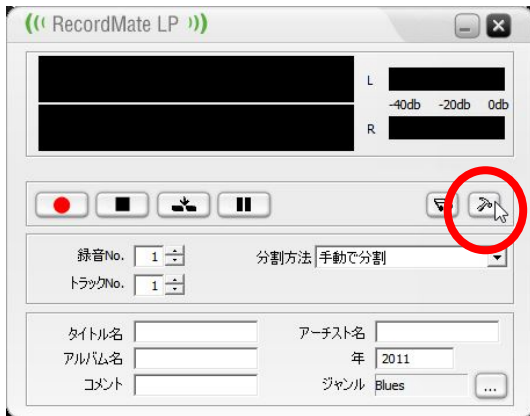 RecordMate LP
L
-40db -20db 0db
R
録音No. 1 分割方法 手動で分割
トラックNo. 1
タイトル名 アーチスト名
アルバム名 年 2011
コメント ジャンル Blues ...